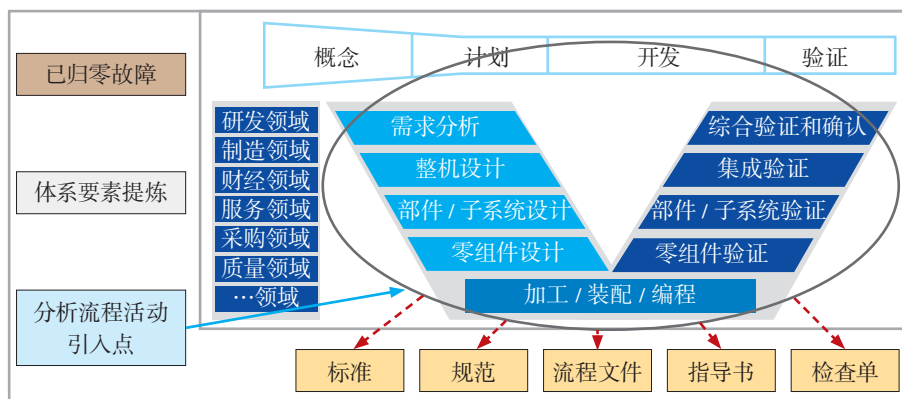 概念
计划
开发
验证
已归零故障
体系要素提炼
分析流程活动
引入点
研发领域
制造领域
财经领域
服务领域
采购领域
质量领域
…领域
需求分析
整机设计
部件 / 子系统设计
零组件设计
综合验证和确认
集成验证
部件 / 子系统验证
零组件验证
加工 / 装配 / 编程
标准
规范
流程文件
指导书
检查单